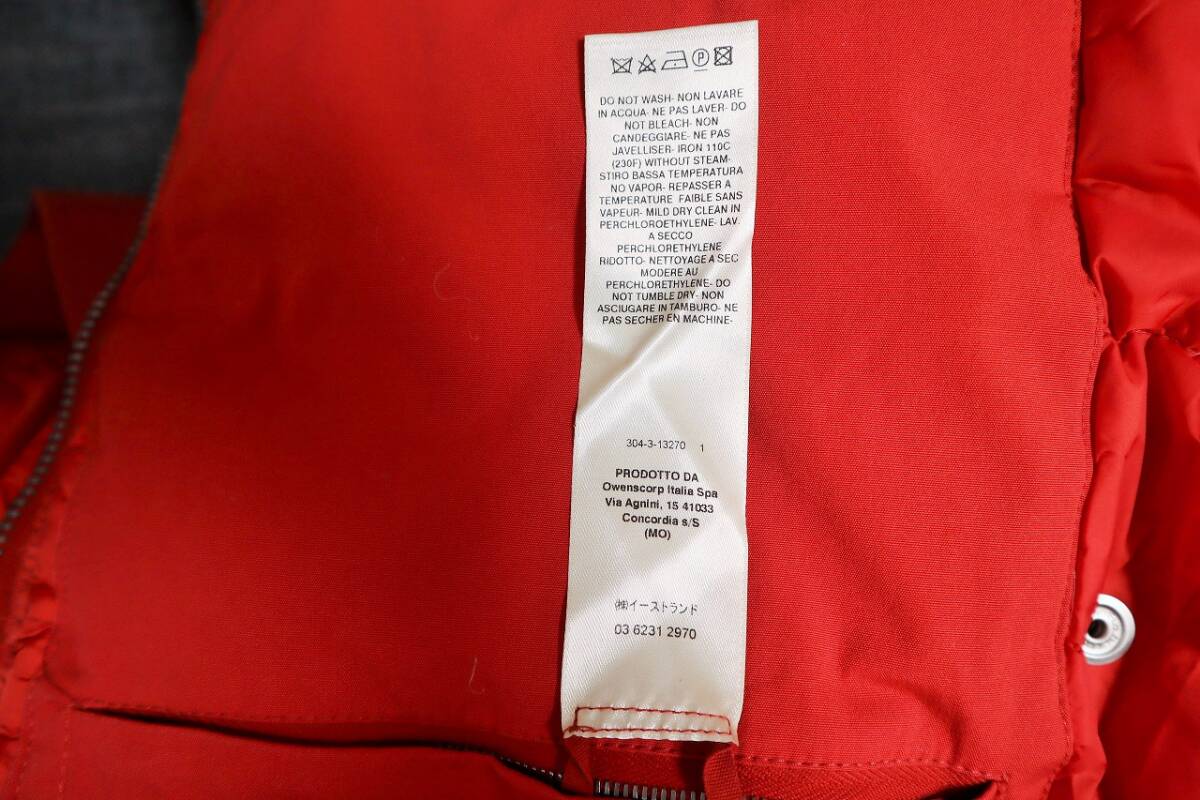 DO NOT WASH- NON LAVARE
IN ACQUA- NE PAS LAVER- DO
NOT BLEACH- NON
CANDEGGIARE- NE PAS
JAVELLISER- IRON 110C
(230F) WITHOUT STEAM-
STIRO BASSA TEMPERATURA
NO VAPOR- REPASSER A
TEMPERATURE FAIBLE SANS
VAPEUR- MILD DRY CLEAN IN
PERCHLOROETHYLENE- LAV.
A SECCO
PERCHLORETHYLENE
RIDOTTO- NETTOYAGE A SEC
MODERE AU
PERCHLORETHYLENE- DO
NOT TUMBLE DRY- NON
ASCIUGARE IN TAMBURO- NE
PAS SECHER EN MACHINE-
304-3-13270 1
PRODOTTO DA
Owenscorp Italia Spa
Via Agnini, 15 41033
Concordia s/S
(MO)
㈱イーストランド
03 6231 2970